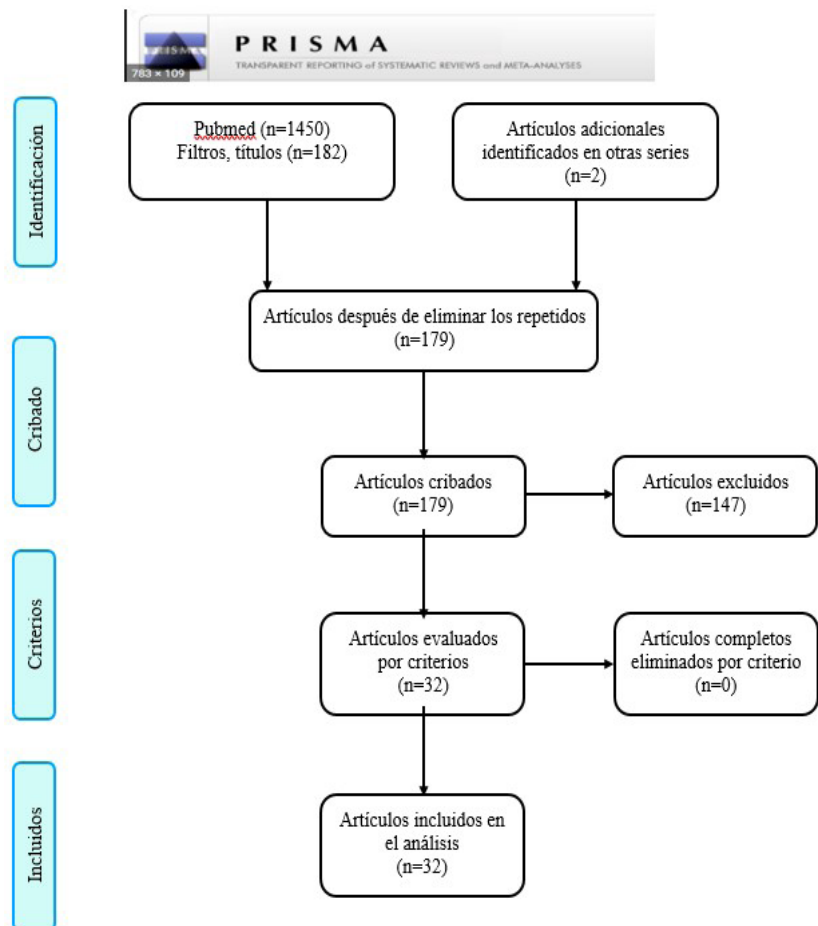 PRISMA
PRISMA
TRANSPARENT REPORTING of SYSTEMATIC REVIEWS and META-ANALYSES
783 × 109
Identificación
Pubmed (n=1450)
Filtros, títulos (n=182)
Artículos adicionales
identificados en otras series
(n=2)
Artículos después de eliminar los repetidos
(n=179)
Cribado
Artículos cribados
(n=179)
Artículos excluidos
(n=147)
Criterios
Artículos evaluados
por criterios
(n=32)
Artículos completos
eliminados por criterio
(n=0)
Incluidos
Artículos incluidos en
el análisis
(n=32)